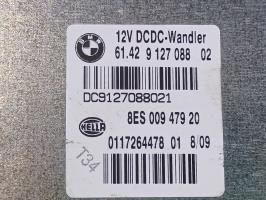 BMW
12V DCDC-Wandler
61.42 9 127 088 02
DC9127088021
HELLA
8ES 009 479 20
0117264478 01 8/09
T34